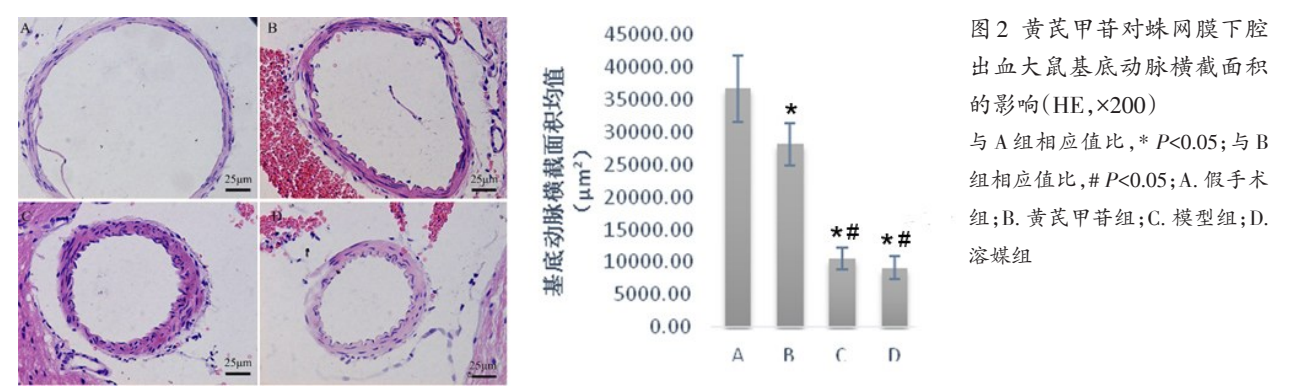 A
B
25μm
25μm
C
D
25μm
25μm
基底动脉横截面积均值
(μm²)
45000.00
40000.00
35000.00
30000.00
25000.00
20000.00
15000.00
10000.00
5000.00
0.00
*
*#
*#
A B C D
图2 黄芪甲苷对蛛网膜下腔
出血大鼠基底动脉横截面积
的影响(HE,×200)
与A组相应值比,* P<0.05;与B
组相应值比,# P<0.05;A. 假手术
组;B. 黄芪甲苷组;C. 模型组;D.
溶媒组